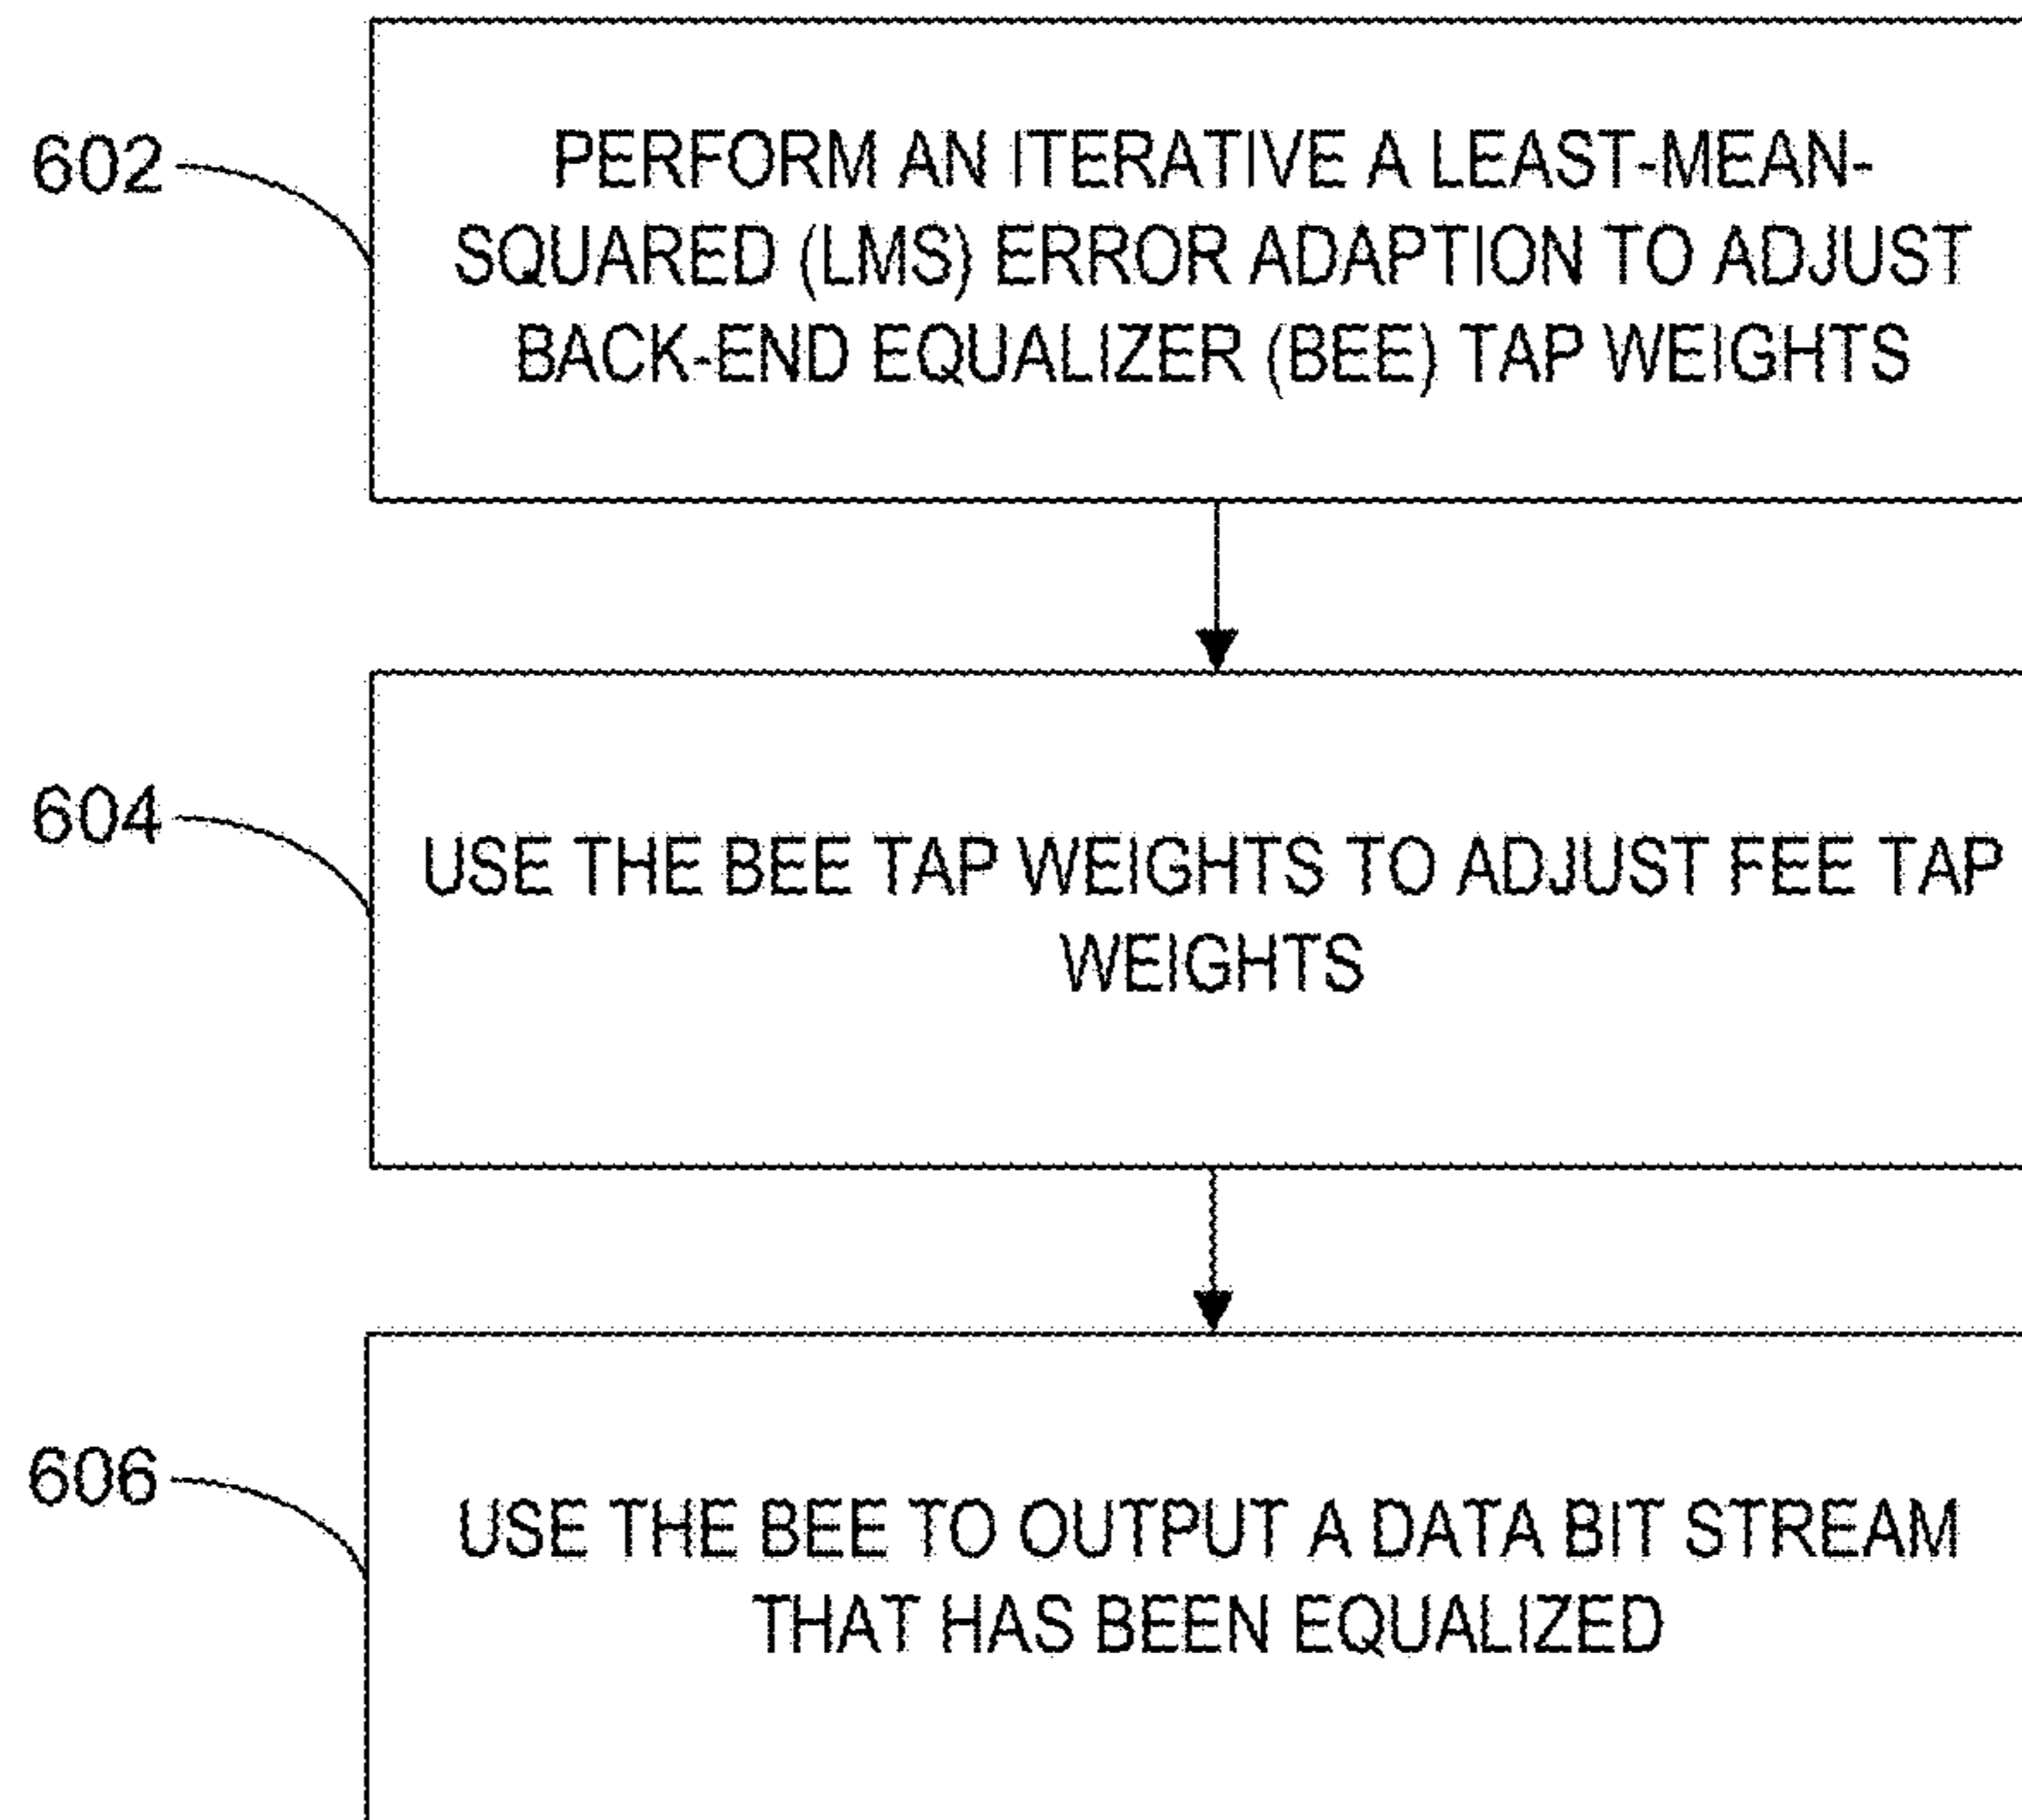 602
PERFORM AN ITERATIVE A LEAST-MEAN-
SQUARED (LMS) ERROR ADAPTION TO ADJUST
BACK-END EQUALIZER (BEE) TAP WEIGHTS
604
USE THE BEE TAP WEIGHTS TO ADJUST FEE TAP
WEIGHTS
606
USE THE BEE TO OUTPUT A DATA BIT STREAM
THAT HAS BEEN EQUALIZED